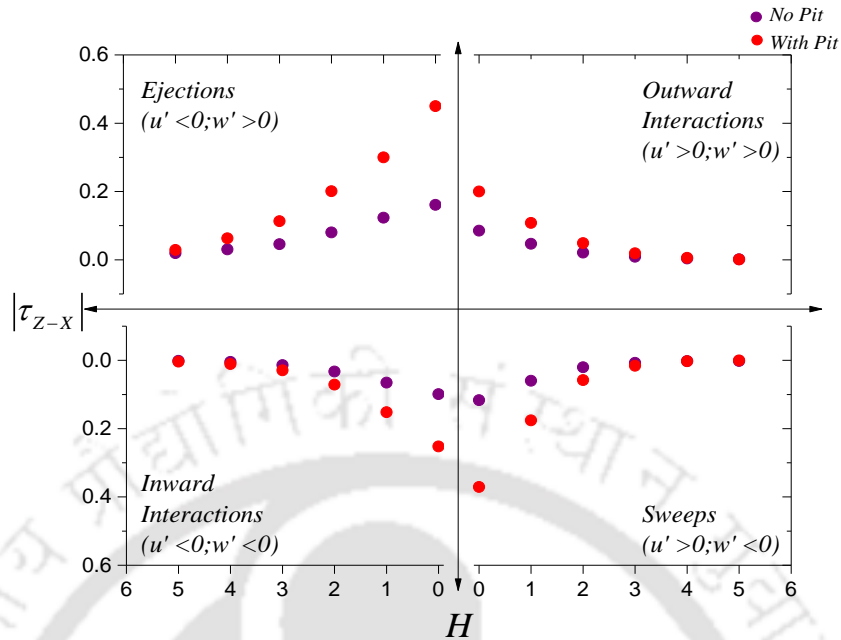 No Pit
With Pit
0.6
0.4
0.2
0.0
Ejections
(u' <0;w' >0)
Outward
Interactions
(u' >0;w' >0)
|τ_{Z−X}|
0.0
0.2
0.4
0.6
Inward
Interactions
(u' <0;w' <0)
Sweeps
(u' >0;w' <0)
6 5 4 3 2 1 0 0 1 2 3 4 5 6
H